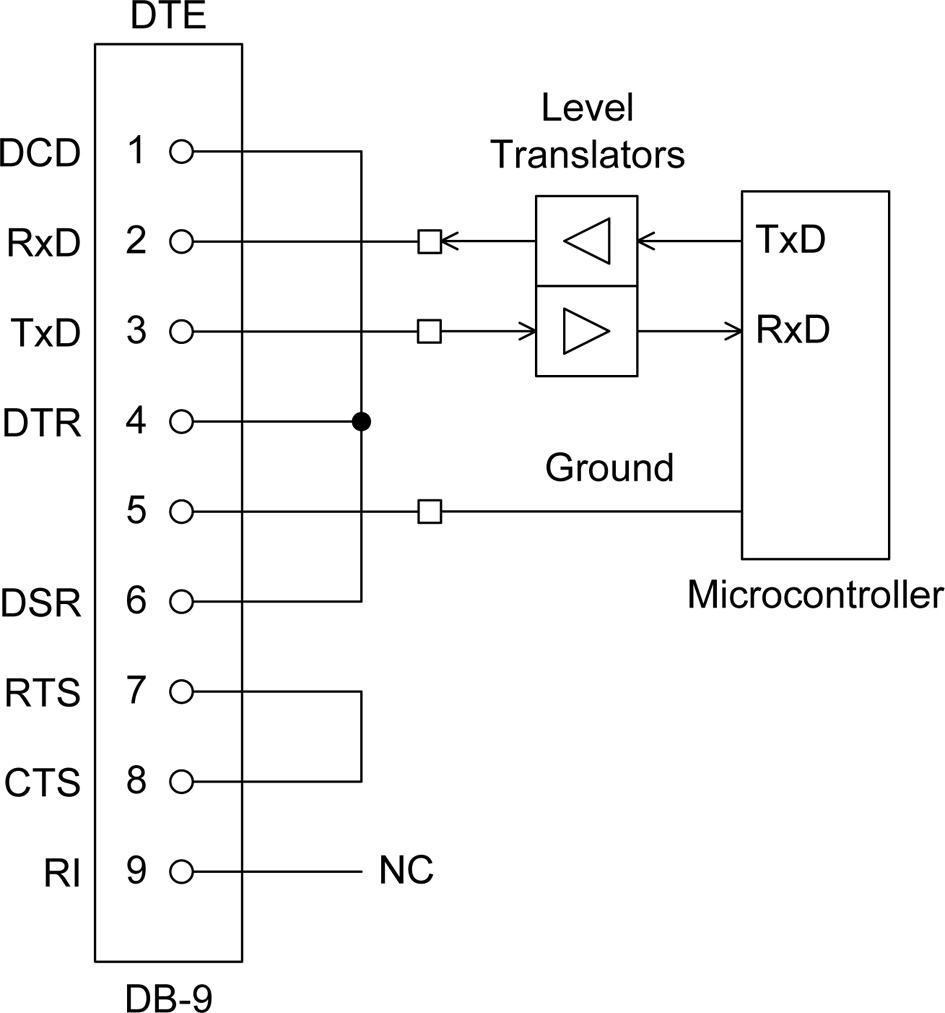 DTE
Level
Translators
DCD 1
RxD 2 TxD
TxD 3 RxD
DTR 4
Ground
5
DSR 6 Microcontroller
RTS 7
CTS 8
RI 9 NC
DB-9